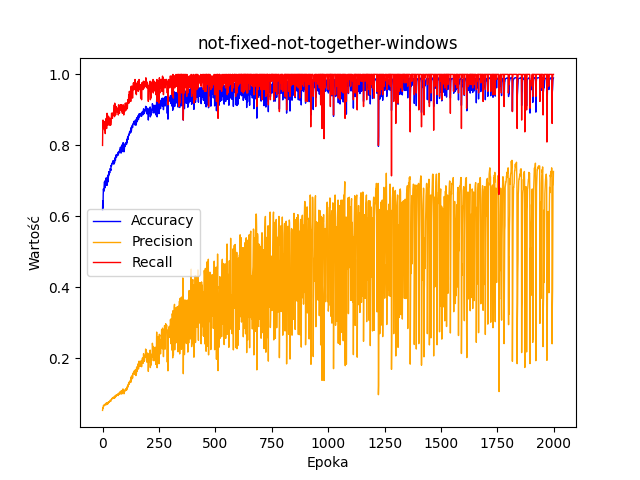 not-fixed-not-together-windows
1.0
0.8
0.6
0.4
0.2
Wartość
Accuracy
Precision
Recall
0 250 500 750 1000 1250 1500 1750 2000
Epoka